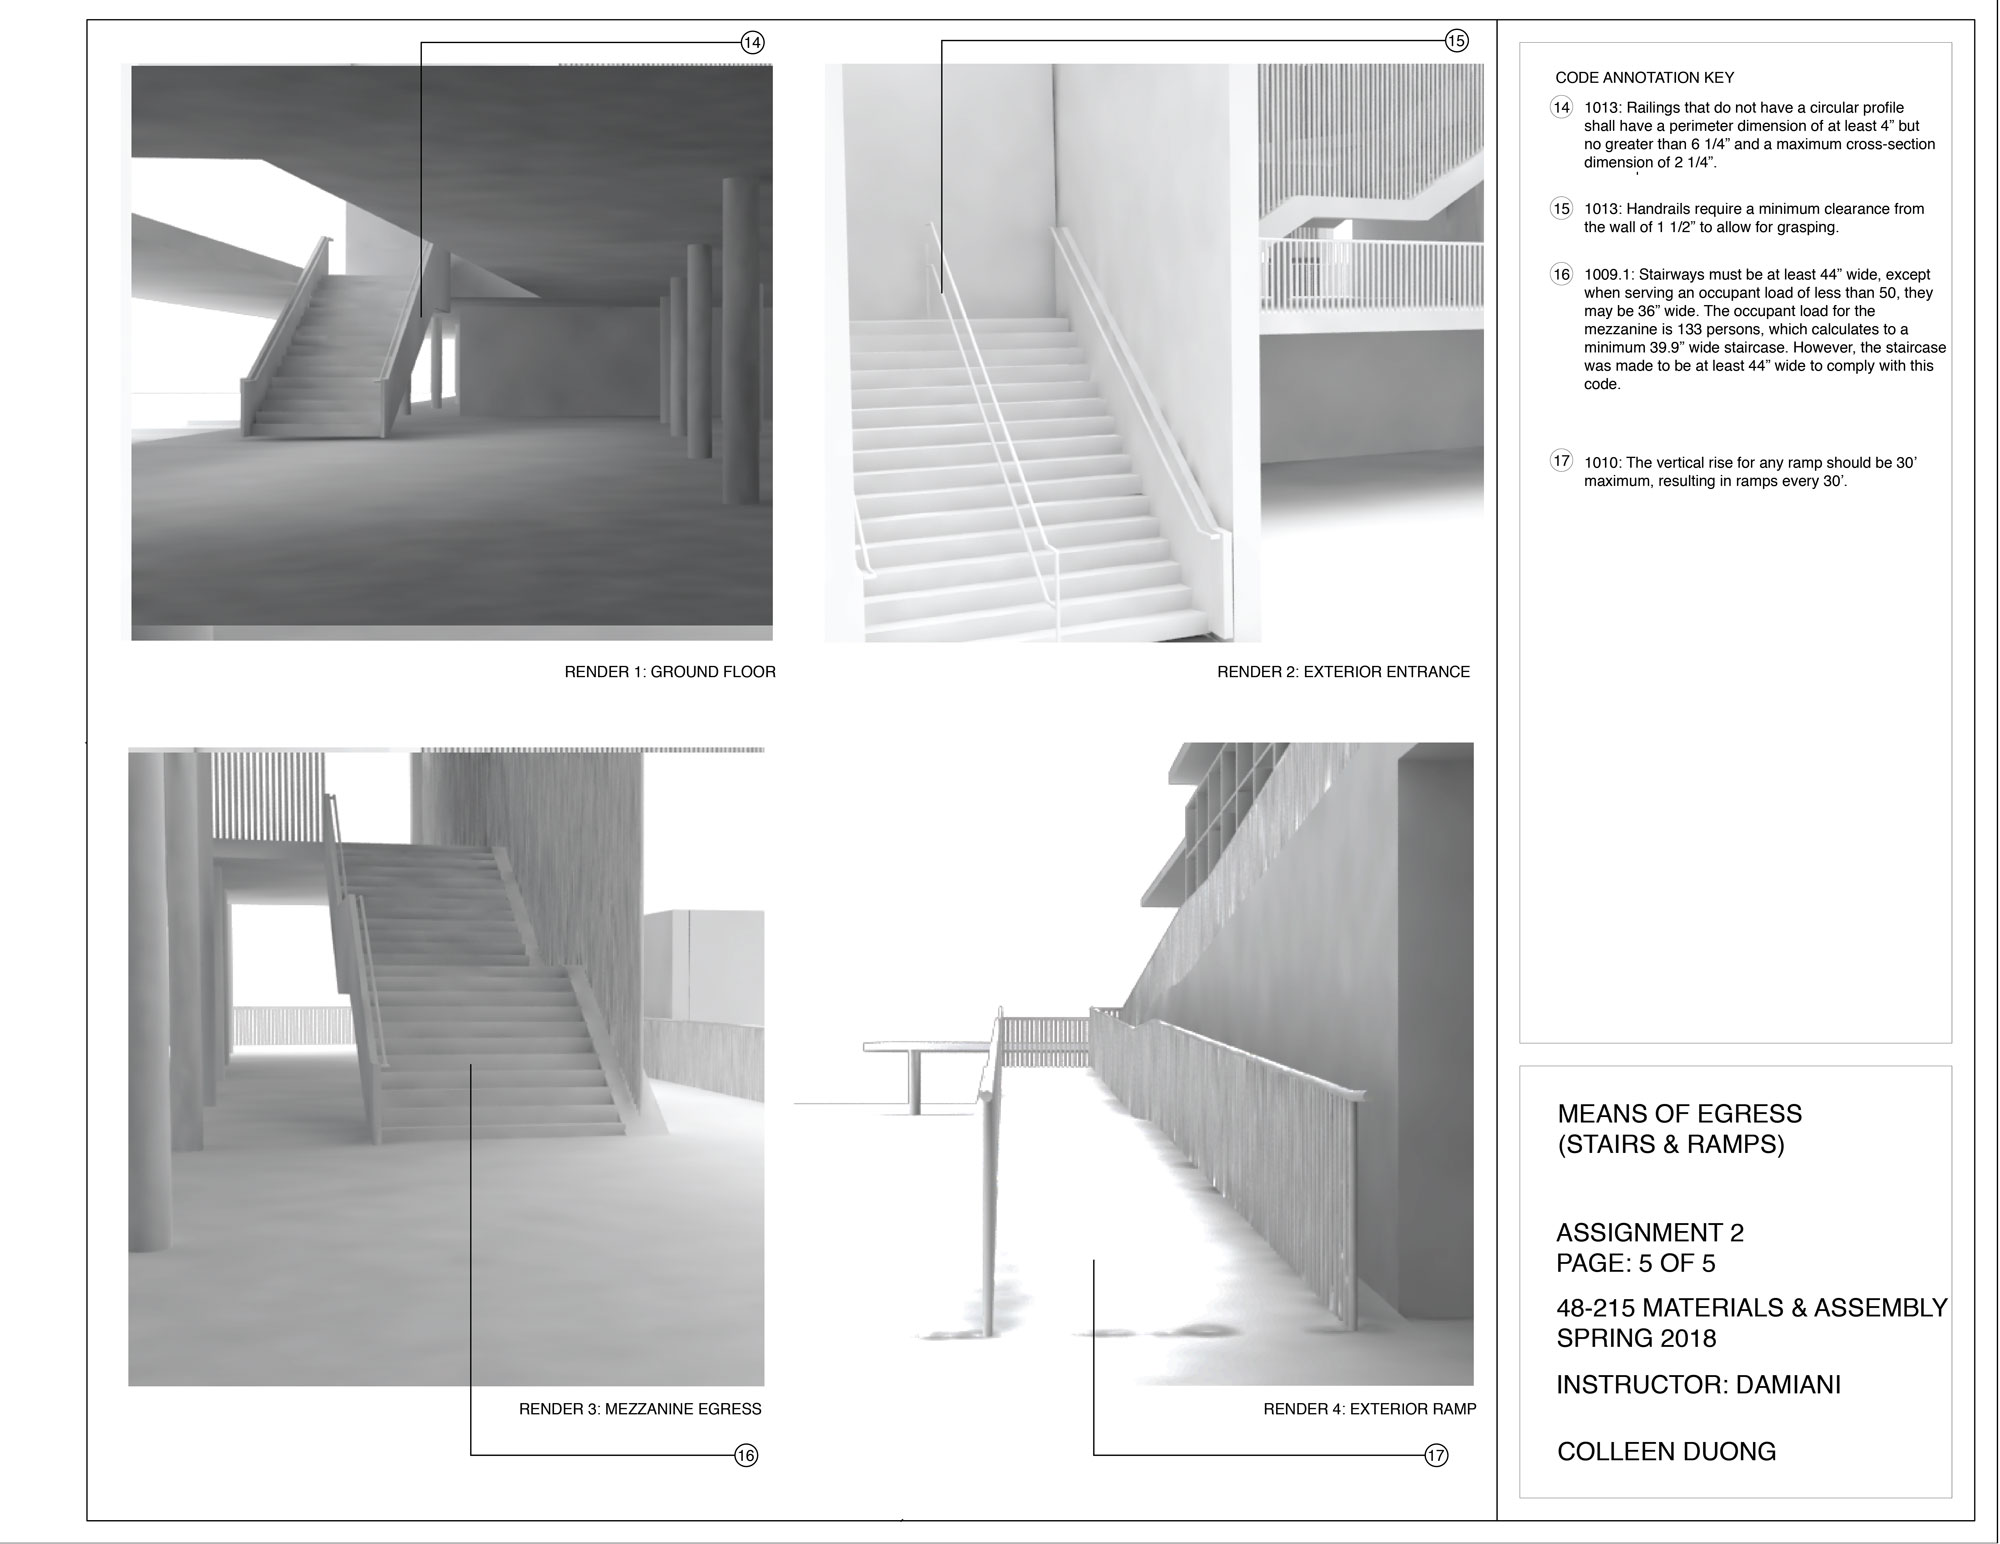 14
15
RENDER 1: GROUND FLOOR
RENDER 2: EXTERIOR ENTRANCE
RENDER 3: MEZZANINE EGRESS
RENDER 4: EXTERIOR RAMP
16
17
CODE ANNOTATION KEY
14 1013: Railings that do not have a circular profile
shall have a perimeter dimension of at least 4” but
no greater than 6 1/4” and a maximum cross-section
dimension of 2 1/4”.
15 1013: Handrails require a minimum clearance from
the wall of 1 1/2” to allow for grasping.
16 1009.1: Stairways must be at least 44” wide, except
when serving an occupant load of less than 50, they
may be 36” wide. The occupant load for the
mezzanine is 133 persons, which calculates to a
minimum 39.9” wide staircase. However, the staircase
was made to be at least 44” wide to comply with this
code.
17 1010: The vertical rise for any ramp should be 30’
maximum, resulting in ramps every 30’.
MEANS OF EGRESS
(STAIRS & RAMPS)
ASSIGNMENT 2
PAGE: 5 OF 5
48-215 MATERIALS & ASSEMBLY
SPRING 2018
INSTRUCTOR: DAMIANI
COLLEEN DUONG